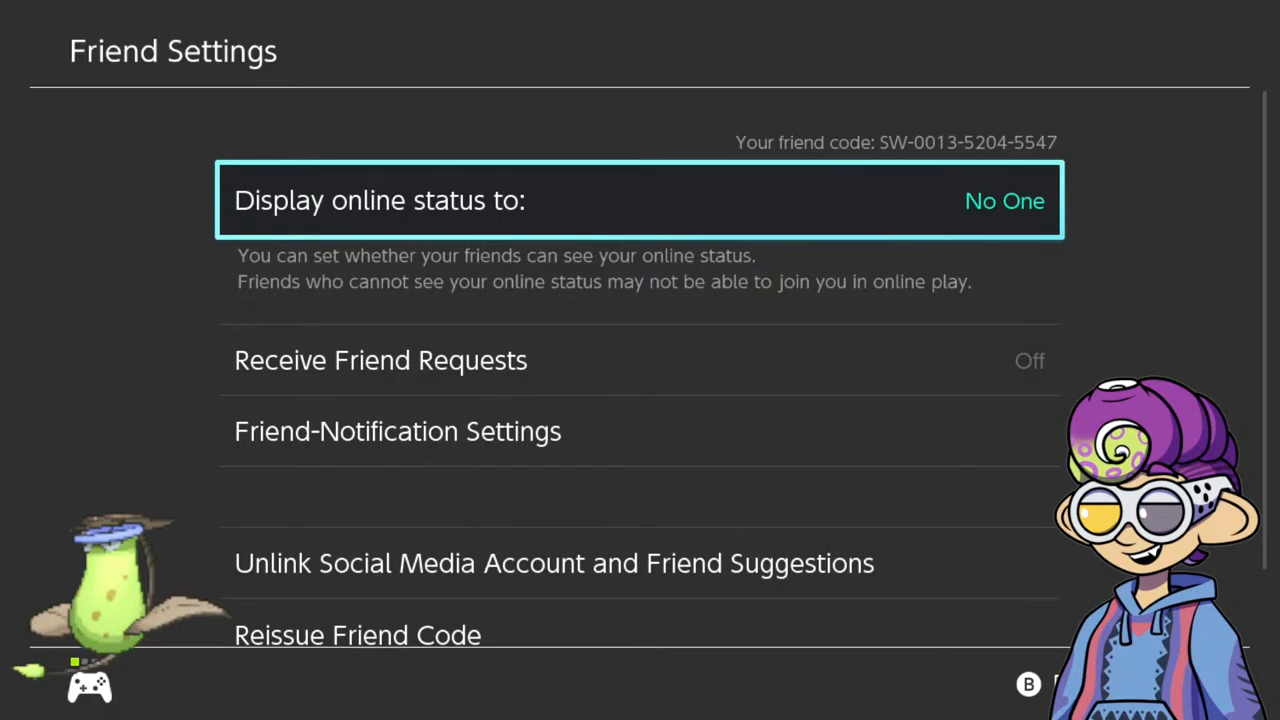 Friend Settings
Your friend code: SW-0013-5204-5547
Display online status to:
No One
You can set whether your friends can see your online status.
Friends who cannot see your online status may not be able to join you in online play.
Receive Friend Requests
Off
Friend-Notification Settings
Unlink Social Media Account and Friend Suggestions
Reissue Friend Code
B